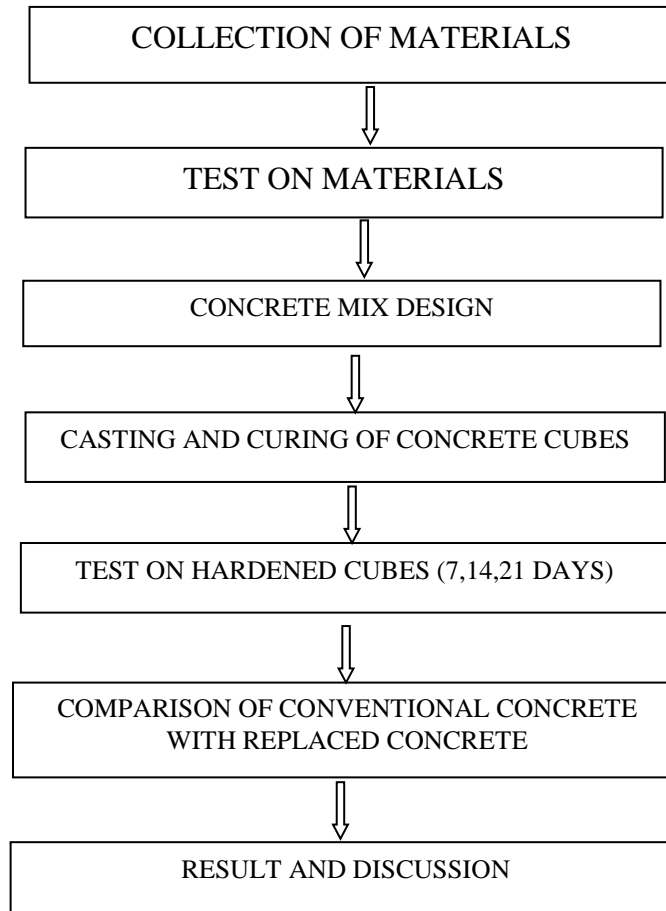 COLLECTION OF MATERIALS
TEST ON MATERIALS
CONCRETE MIX DESIGN
CASTING AND CURING OF CONCRETE CUBES
TEST ON HARDENED CUBES (7,14,21 DAYS)
COMPARISON OF CONVENTIONAL CONCRETE
WITH REPLACED CONCRETE
RESULT AND DISCUSSION